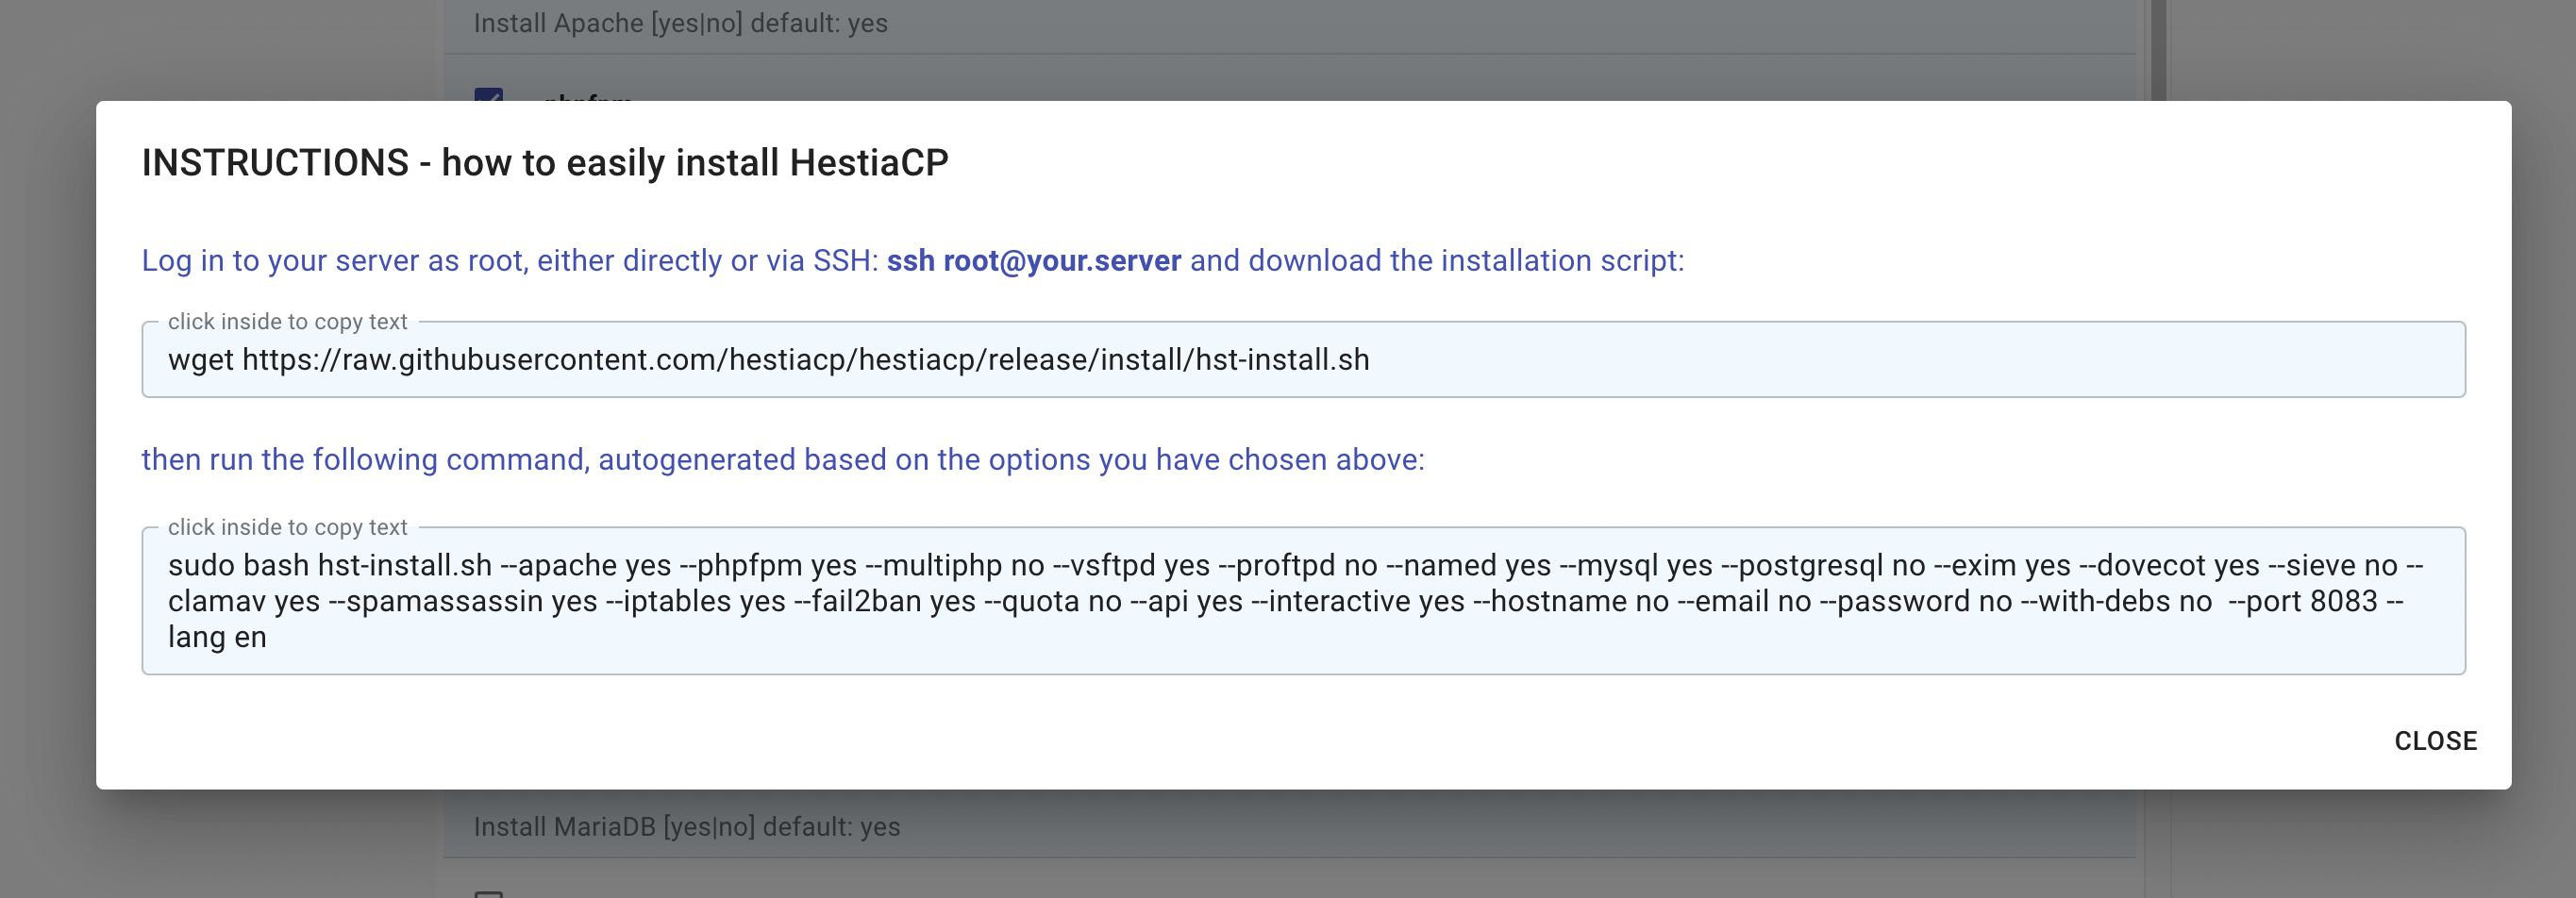 Install Apache [yes|no] default: yes
phpfpm
INSTRUCTIONS - how to easily install HestiaCP
Log in to your server as root, either directly or via SSH: ssh root@your.server and download the installation script:
click inside to copy text
wget https://raw.githubusercontent.com/hestiacp/hestiacp/release/install/hst-install.sh
then run the following command, autogenerated based on the options you have chosen above:
click inside to copy text
sudo bash hst-install.sh --apache yes --phpfpm yes --multiphp no --vsftpd yes --proftpd no --named yes --mysql yes --postgresql no --exim yes --dovecot yes --sieve no --
clamav yes --spamassassin yes --iptables yes --fail2ban yes --quota no --api yes --interactive yes --hostname no --email no --password no --with-debs no  --port 8083 --
lang en
CLOSE
Install MariaDB [yes|no] default: yes